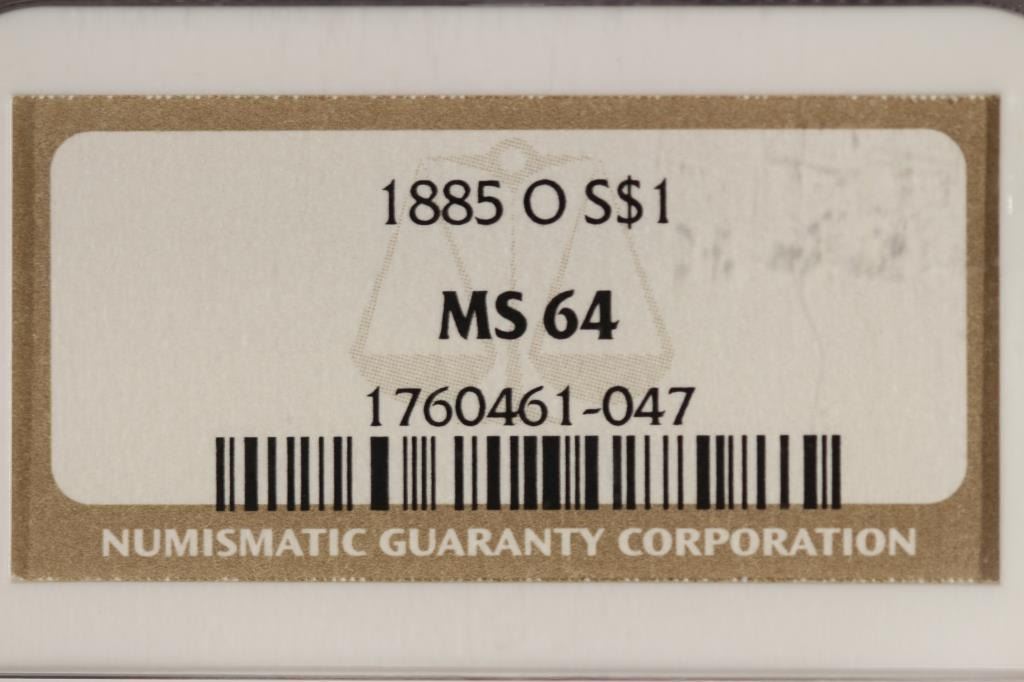 1885 O S$1
MS 64
1760461-047
NUMISMATIC GUARANTY CORPORATION